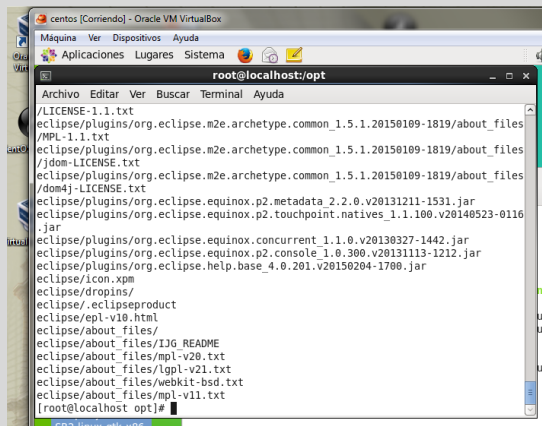 centos [Corriendo] - Oracle VM VirtualBox
Máquina Ver Dispositivos Ayuda
Aplicaciones Lugares Sistema
root@localhost:/opt
Archivo Editar Ver Buscar Terminal Ayuda
/LICENSE-1.1.txt
eclipse/plugins/org.eclipse.m2e.archetype.common_1.5.1.20150109-1819/about_files
/MPL-1.1.txt
eclipse/plugins/org.eclipse.m2e.archetype.common_1.5.1.20150109-1819/about_files
/jdom-LICENSE.txt
eclipse/plugins/org.eclipse.m2e.archetype.common_1.5.1.20150109-1819/about_files
/dom4j-LICENSE.txt
eclipse/plugins/org.eclipse.equinox.p2.metadata_2.2.0.v20131211-1531.jar
eclipse/plugins/org.eclipse.equinox.p2.touchpoint.natives_1.1.100.v20140523-0116
.jar
eclipse/plugins/org.eclipse.equinox.concurrent_1.1.0.v20130327-1442.jar
eclipse/plugins/org.eclipse.equinox.p2.console_1.0.300.v20131113-1212.jar
eclipse/plugins/org.eclipse.help.base_4.0.201.v20150204-1700.jar
eclipse/icon.xpm
eclipse/dropins/
eclipse/.eclipseproduct
eclipse/epl-v10.html
eclipse/about_files/
eclipse/about_files/IJG_README
eclipse/about_files/mpl-v20.txt
eclipse/about_files/lgpl-v21.txt
eclipse/about_files/webkit-bsd.txt
eclipse/about_files/mpl-v11.txt
[root@localhost opt]#